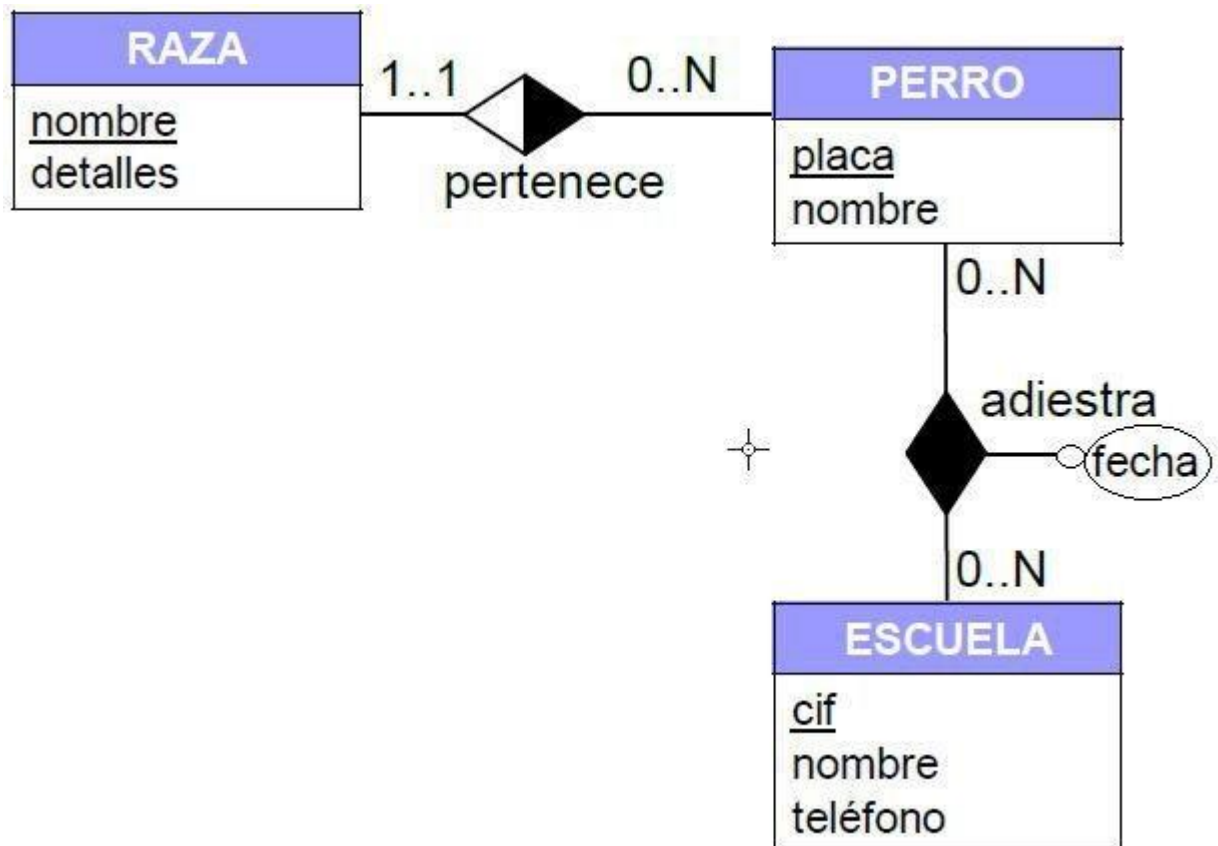 RAZA
nombre
detalles
1..1
0..N
pertenece
PERRO
placa
nombre
0..N
adiestra
fecha
0..N
ESCUELA
cif
nombre
teléfono